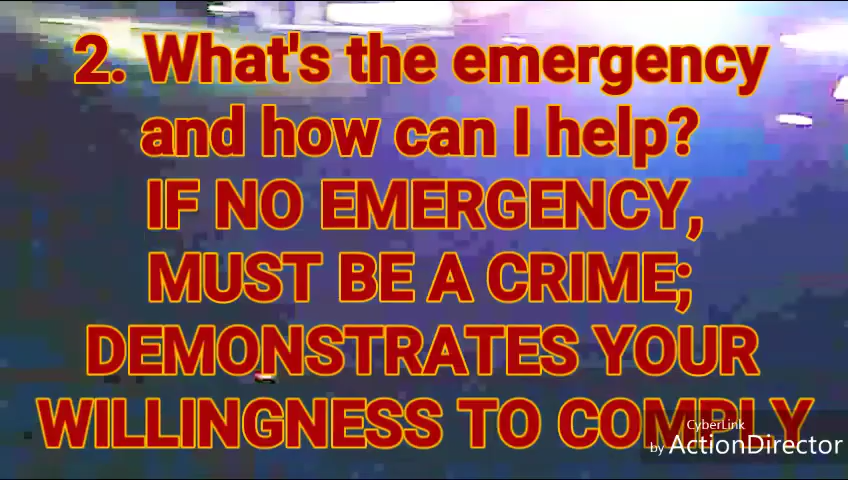 2. What's the emergency
and how can I help?
IF NO EMERGENCY,
MUST BE A CRIME;
DEMONSTRATES YOUR
WILLINGNESS TO COMPLY
CyberLink
by ActionDirector